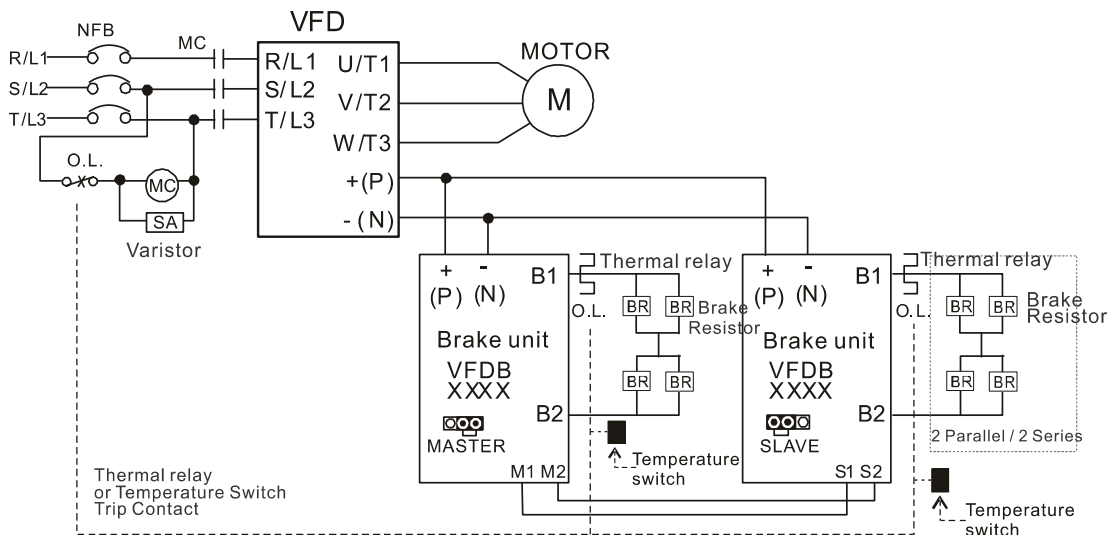 VFD
NFB
MC
MOTOR
R/L1
S/L2
T/L3
R/L1
S/L2
T/L3
U/T1
V/T2
W/T3
+(P)
-(N)
M
O.L.
MC
SA
Varistor
+
(P)
-
(N)
B1
Brake unit
VFDB
XXXX
B2
MASTER
M1 M2
Thermal relay
O.L.
BR
BR
BR
BR
Brake
Resistor
Temperature
switch
+
(P)
-
(N)
B1
Brake unit
VFDB
XXXX
B2
SLAVE
S1 S2
Thermal relay
O.L.
BR
BR
BR
BR
Brake
Resistor
2 Parallel / 2 Series
Temperature
switch
Thermal relay
or Temperature Switch
Trip Contact